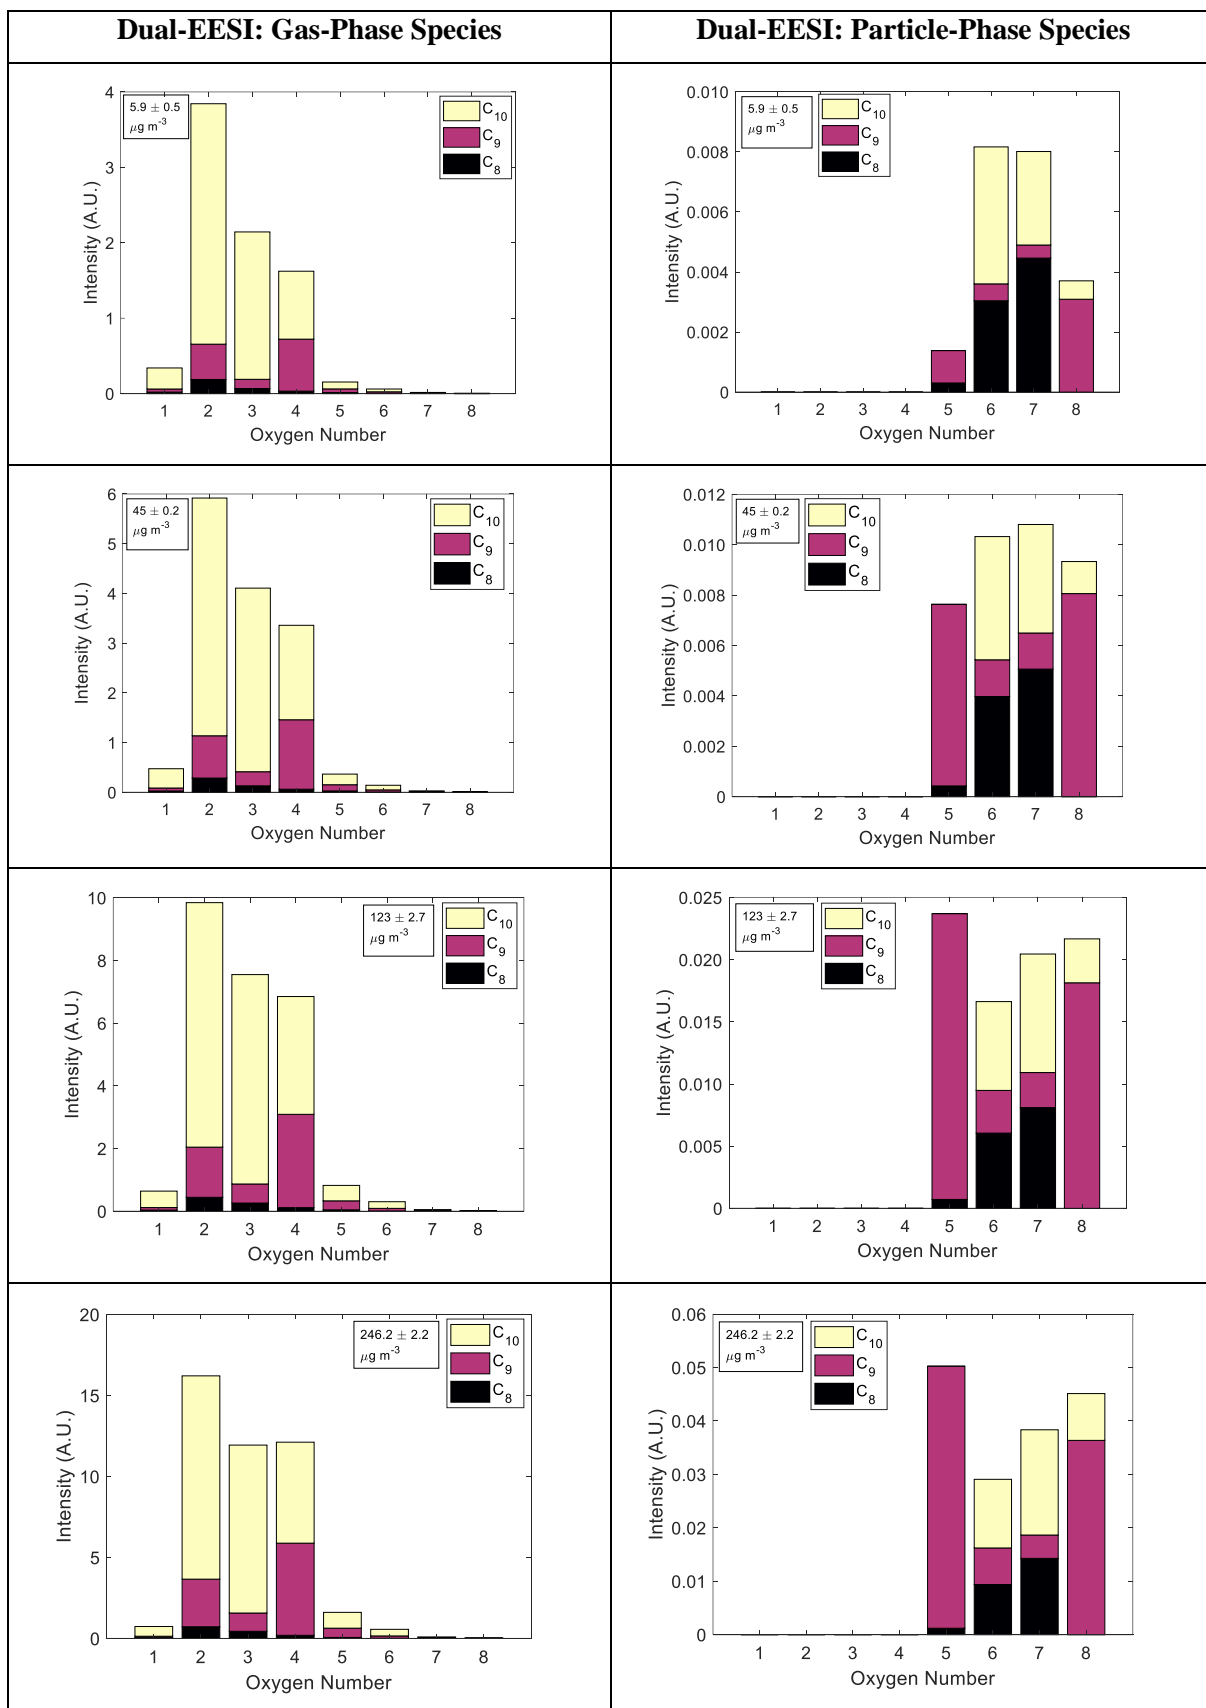 Dual-EESI: Gas-Phase Species
Dual-EESI: Particle-Phase Species
5.9 ± 0.5
μg m-3
C10
C9
C8
4
3
2
1
0
Intensity (A.U.)
1 2 3 4 5 6 7 8
Oxygen Number
5.9 ± 0.5
μg m-3
C10
C9
C8
0.010
0.008
0.006
0.004
0.002
0
Intensity (A.U.)
1 2 3 4 5 6 7 8
Oxygen Number
45 ± 0.2
μg m-3
C10
C9
C8
6
5
4
3
2
1
0
Intensity (A.U.)
1 2 3 4 5 6 7 8
Oxygen Number
45 ± 0.2
μg m-3
C10
C9
C8
0.012
0.010
0.008
0.006
0.004
0.002
0
Intensity (A.U.)
1 2 3 4 5 6 7 8
Oxygen Number
123 ± 2.7
μg m-3
C10
C9
C8
10
8
6
4
2
0
Intensity (A.U.)
1 2 3 4 5 6 7 8
Oxygen Number
123 ± 2.7
μg m-3
C10
C9
C8
0.025
0.020
0.015
0.010
0.005
0
Intensity (A.U.)
1 2 3 4 5 6 7 8
Oxygen Number
246.2 ± 2.2
μg m-3
C10
C9
C8
20
15
10
5
0
Intensity (A.U.)
1 2 3 4 5 6 7 8
Oxygen Number
246.2 ± 2.2
μg m-3
C10
C9
C8
0.06
0.05
0.04
0.03
0.02
0.01
0
Intensity (A.U.)
1 2 3 4 5 6 7 8
Oxygen Number